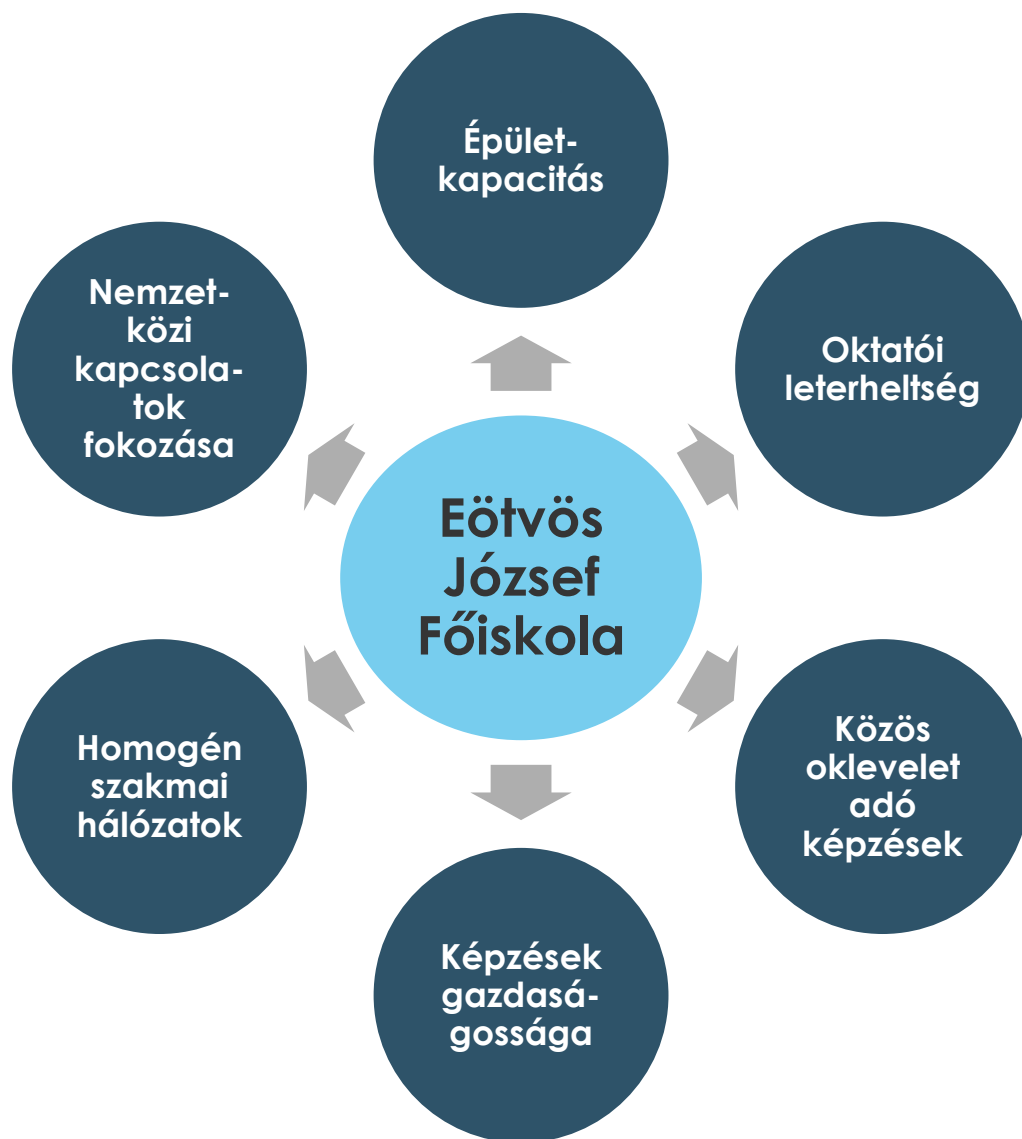 Épület-
kapacitás
Nemzet-
közi
kapcsola-
tok
fokozása
Oktatói
leterheltség
Eötvös
József
Főiskola
Homogén
szakmai
hálózatok
Közös
oklevelet
adó
képzések
Képzések
gazdasá-
gossága